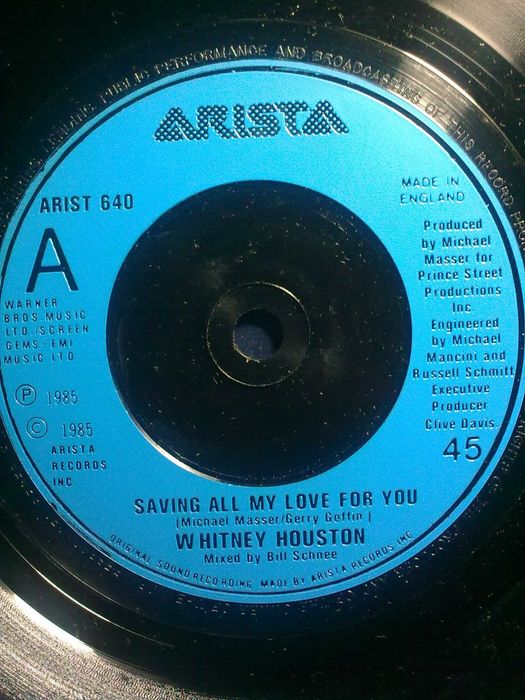 PUBLIC PERFORMANCE AND BROADCASTING OF THIS RECORD
ARISTA
ARIST 640
A
WARNER
BROS. MUSIC
LTD./SCREEN
GEMS-EMI
MUSIC LTD
Ⓟ 1985
© 1985
ARISTA
RECORDS
INC
MADE IN
ENGLAND
Produced
by Michael
Masser for
Prince Street
Productions
Inc
Engineered
by Michael
Mancini and
Russell Schmitt
Executive
Producer
Clive Davis
45
SAVING ALL MY LOVE FOR YOU
(Michael Masser/Gerry Goffin)
WHITNEY HOUSTON
Mixed by Bill Schnee
ORIGINAL SOUND RECORDING MADE BY ARISTA RECORDS INC